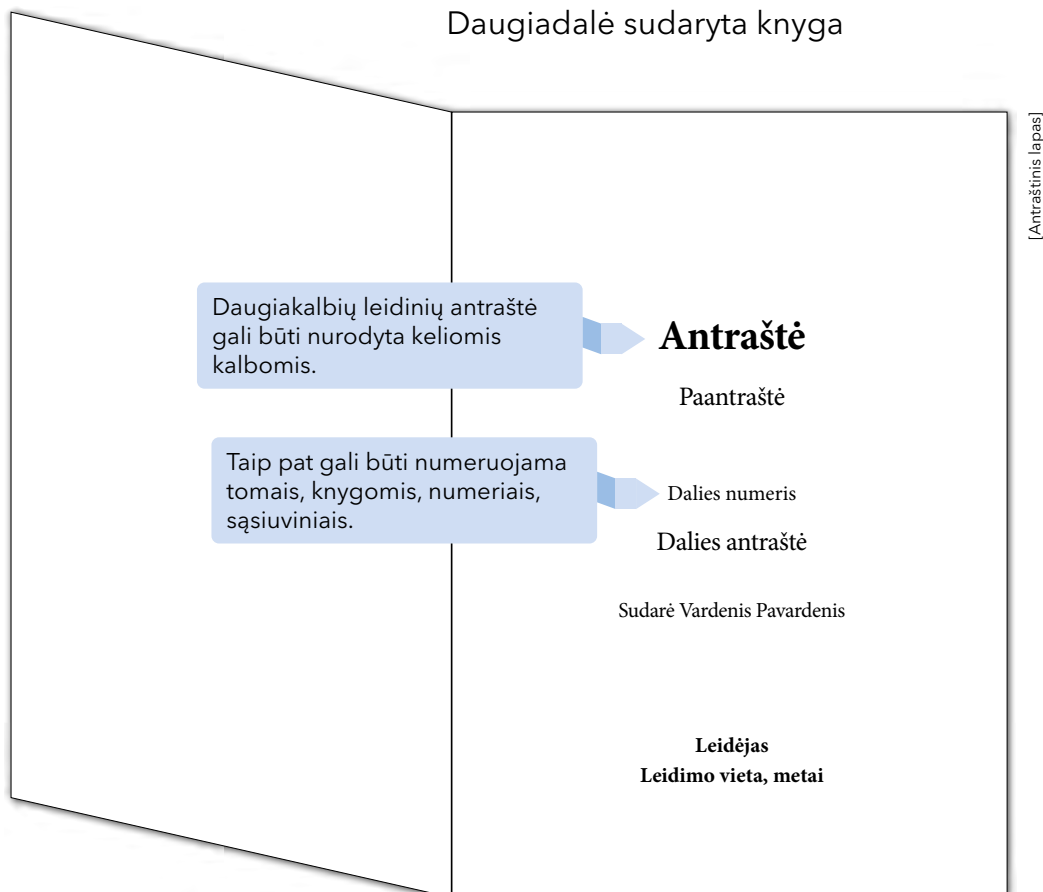 Daugiadalė sudaryta knyga
[Antraštinis lapas]
Daugiakalbių leidinių antraštė
gali būti nurodyta keliomis
kalbomis.
Antraštė
Paantraštė
Taip pat gali būti numeruojama
tomais, knygomis, numeriais,
sąsiuviniais.
Dalies numeris
Dalies antraštė
Sudarė Vardenis Pavardenis
Leidėjas
Leidimo vieta, metai